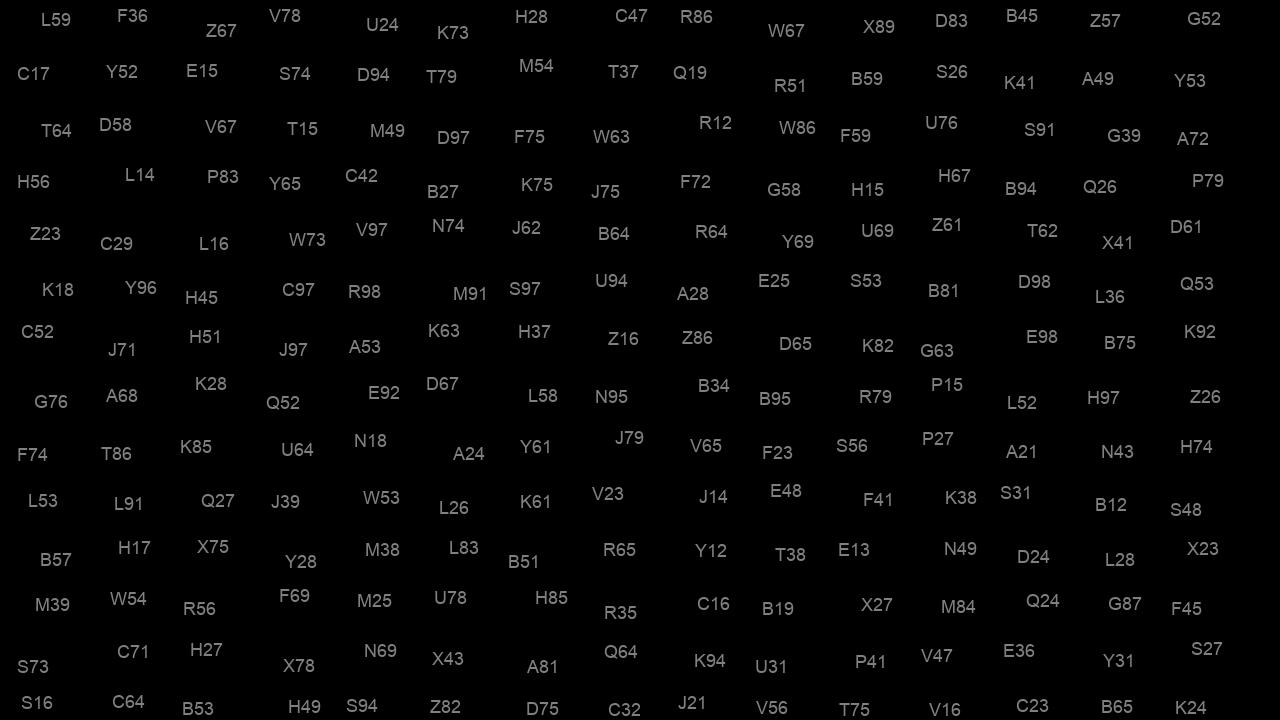 L59 F36 Z67 V78 U24 K73 H28 C47 R86 W67 X89 D83 B45 Z57 G52
C17 Y52 E15 S74 D94 T79 M54 T37 Q19 R51 B59 S26 K41 A49 Y53
T64 D58 V67 T15 M49 D97 F75 W63 R12 W86 F59 U76 S91 G39 A72
H56 L14 P83 Y65 C42 B27 K75 J75 F72 G58 H15 H67 B94 Q26 P79
Z23 C29 L16 W73 V97 N74 J62 B64 R64 Y69 U69 Z61 T62 X41 D61
K18 Y96 H45 C97 R98 M91 S97 U94 A28 E25 S53 B81 D98 L36 Q53
C52 J71 H51 J97 A53 K63 H37 Z16 Z86 D65 K82 G63 E98 B75 K92
G76 A68 K28 Q52 E92 D67 L58 N95 B34 B95 R79 P15 L52 H97 Z26
F74 T86 K85 U64 N18 A24 Y61 J79 V65 F23 S56 P27 A21 N43 H74
L53 L91 Q27 J39 W53 L26 K61 V23 J14 E48 F41 K38 S31 B12 S48
B57 H17 X75 Y28 M38 L83 B51 R65 Y12 T38 E13 N49 D24 L28 X23
M39 W54 R56 F69 M25 U78 H85 R35 C16 B19 X27 M84 Q24 G87 F45
S73 C71 H27 X78 N69 X43 A81 Q64 K94 U31 P41 V47 E36 Y31 S27
S16 C64 B53 H49 S94 Z82 D75 C32 J21 V56 T75 V16 C23 B65 K24